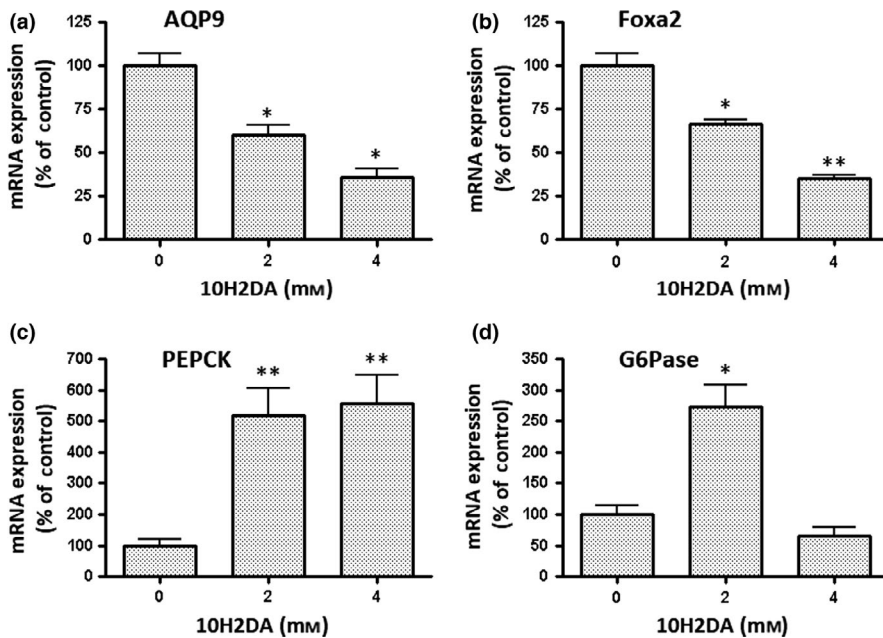 (a)
AQP9
mRNA expression
(% of control)
125
100
75
50
25
0
*
*
0
2
4
10H2DA (mM)
(b)
Foxa2
mRNA expression
(% of control)
125
100
75
50
25
0
*
**
0
2
4
10H2DA (mM)
(c)
PEPCK
mRNA expression
(% of control)
700
600
500
400
300
200
100
0
**
**
0
2
4
10H2DA (mM)
(d)
G6Pase
mRNA expression
(% of control)
350
300
250
200
150
100
50
0
*
0
2
4
10H2DA (mM)